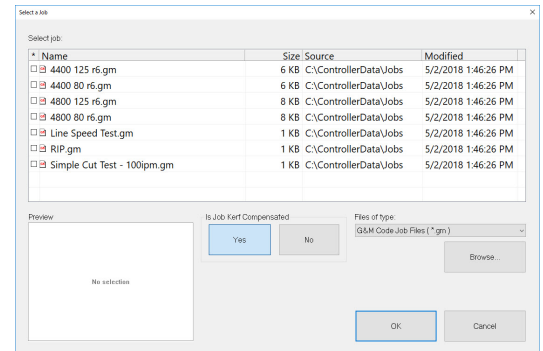 Select a Job
Select job:
* Name Size Source Modified
4400 125 r6.gm 6 KB C:\ControllerData\Jobs 5/2/2018 1:46:26 PM
4400 80 r6.gm 6 KB C:\ControllerData\Jobs 5/2/2018 1:46:26 PM
4800 125 r6.gm 8 KB C:\ControllerData\Jobs 5/2/2018 1:46:26 PM
4800 80 r6.gm 8 KB C:\ControllerData\Jobs 5/2/2018 1:46:26 PM
Line Speed Test.gm 1 KB C:\ControllerData\Jobs 5/2/2018 1:46:26 PM
RIP.gm 1 KB C:\ControllerData\Jobs 5/2/2018 1:46:26 PM
Simple Cut Test - 100ipm.gm 1 KB C:\ControllerData\Jobs 5/2/2018 1:46:26 PM
Preview Is Job Kerf Compensated Files of type:
G&M Code Job Files ( *.gm )
Yes No
Browse...
No selection
OK Cancel